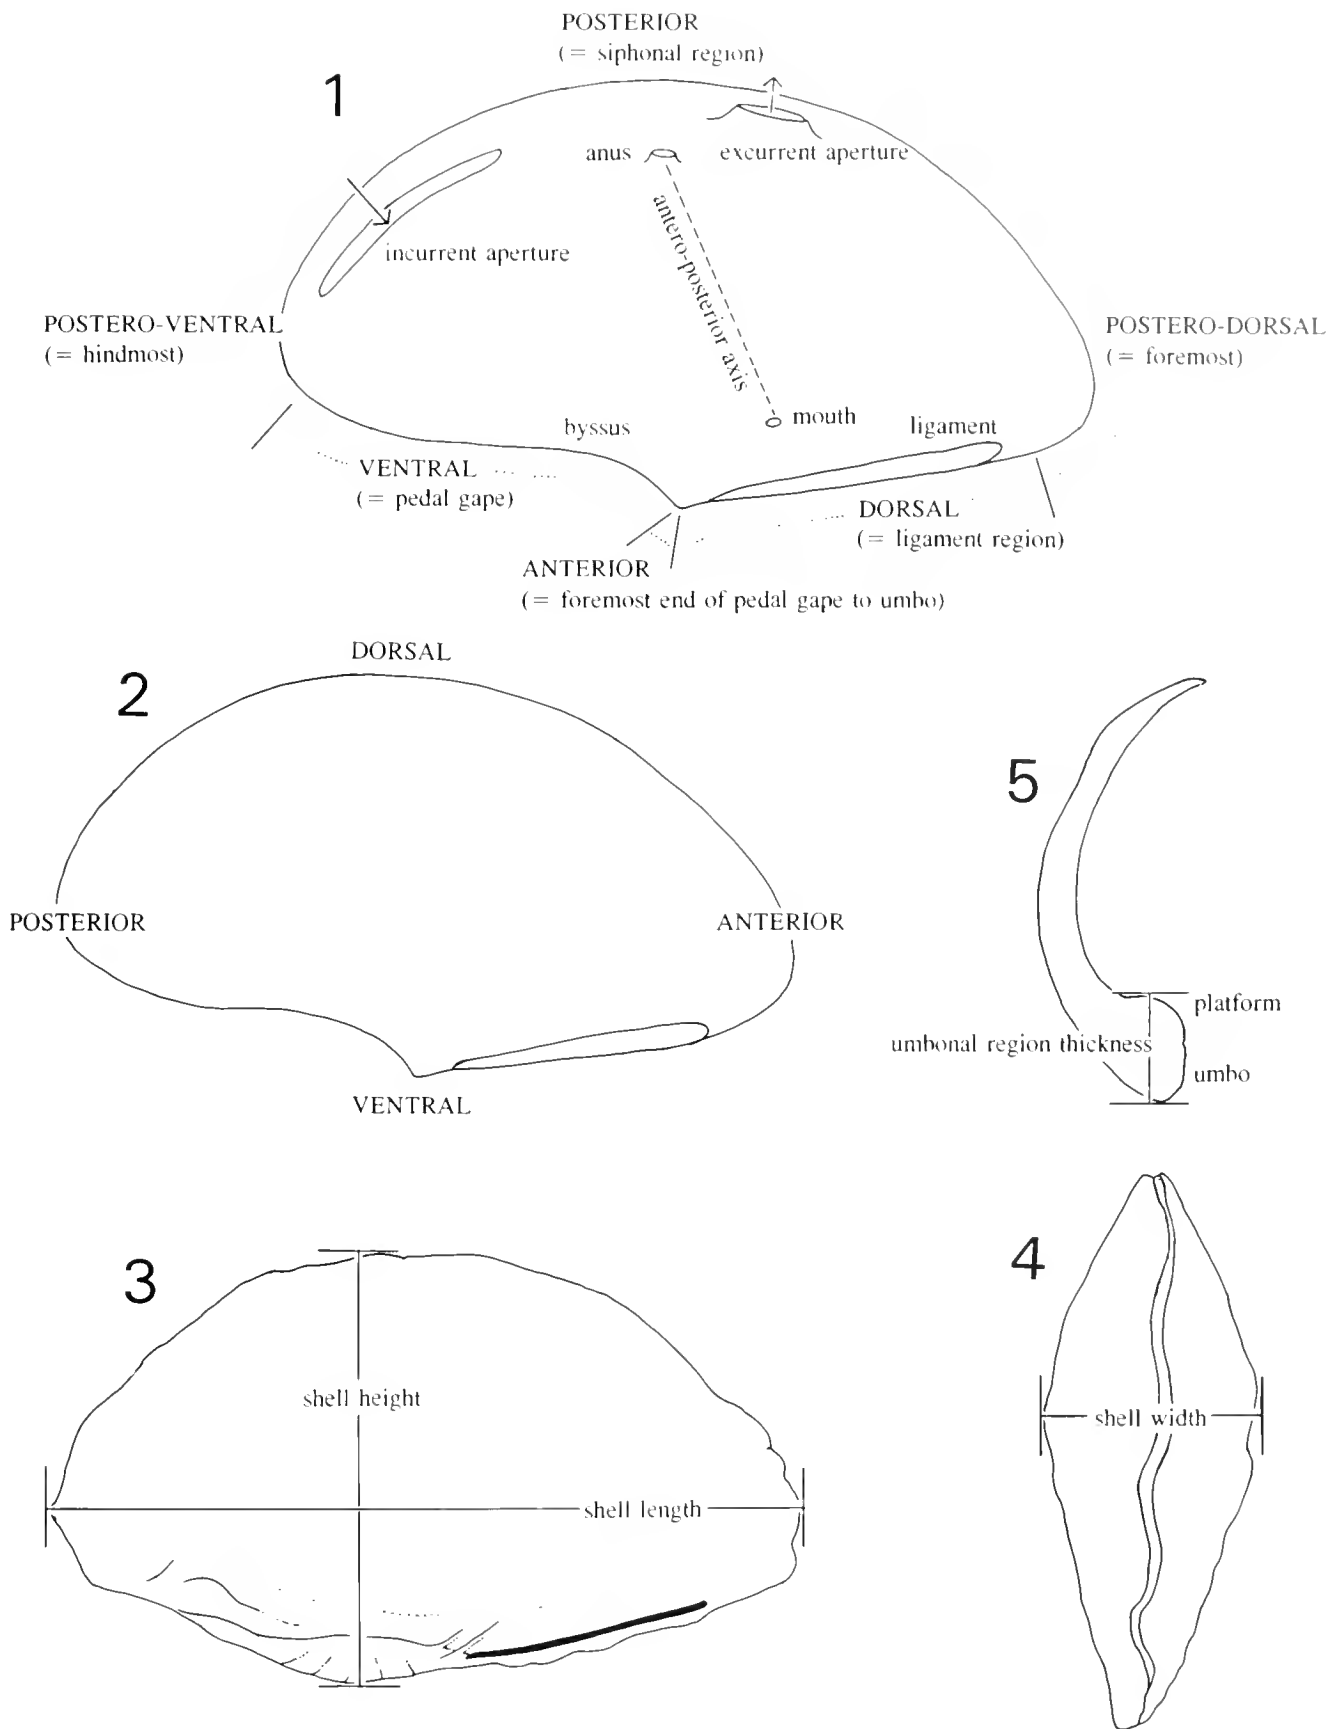 POSTERIOR
(= siphonal region)
1
anus
excurrent aperture
antero-posterior axis
incurrent aperture
POSTERO-VENTRAL
(= hindmost)
POSTERO-DORSAL
(= foremost)
byssus
mouth
ligament
VENTRAL
(= pedal gape)
DORSAL
(= ligament region)
ANTERIOR
(= foremost end of pedal gape to umbo)
DORSAL
2
POSTERIOR
ANTERIOR
VENTRAL
5
platform
umbonal region thickness
umbo
3
shell height
shell length
4
shell width